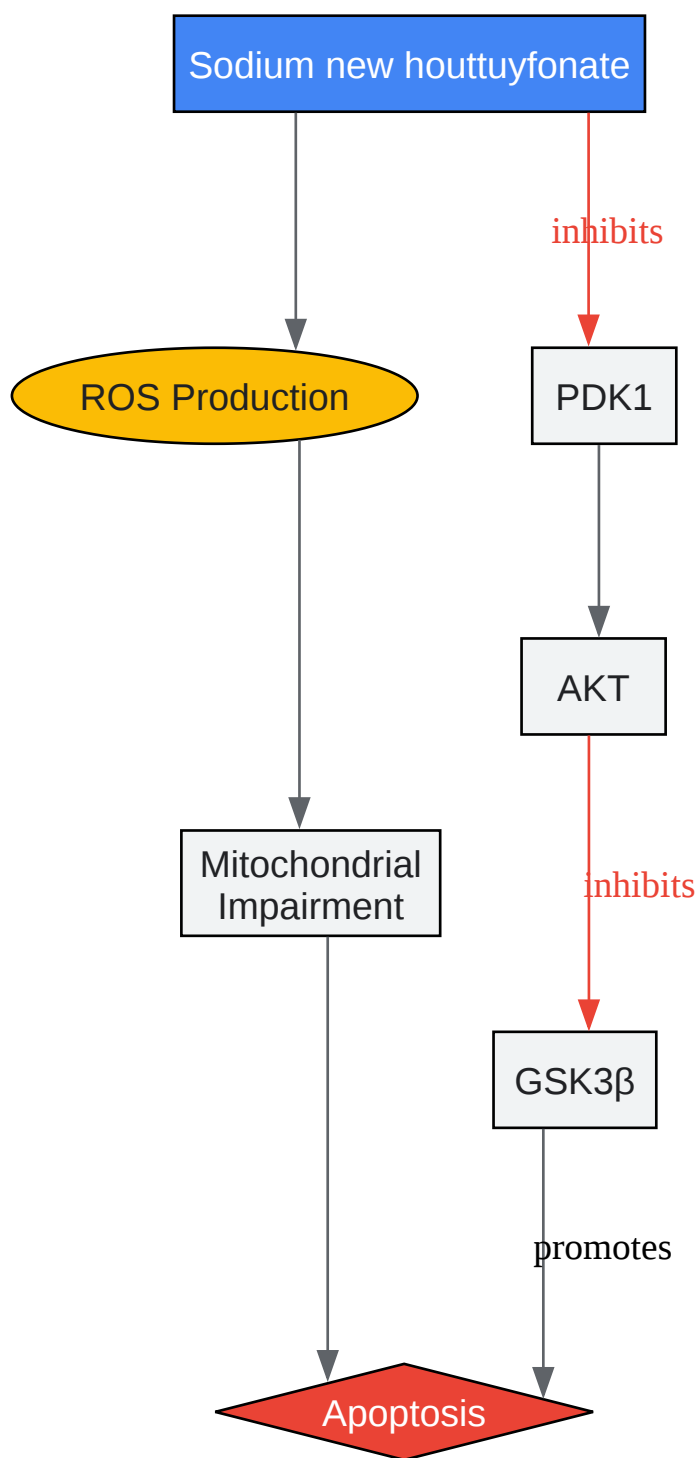 Sodium new houttuyfonate
inhibits
ROS Production
PDK1
AKT
Mitochondrial
Impairment
inhibits
GSK3β
promotes
Apoptosis